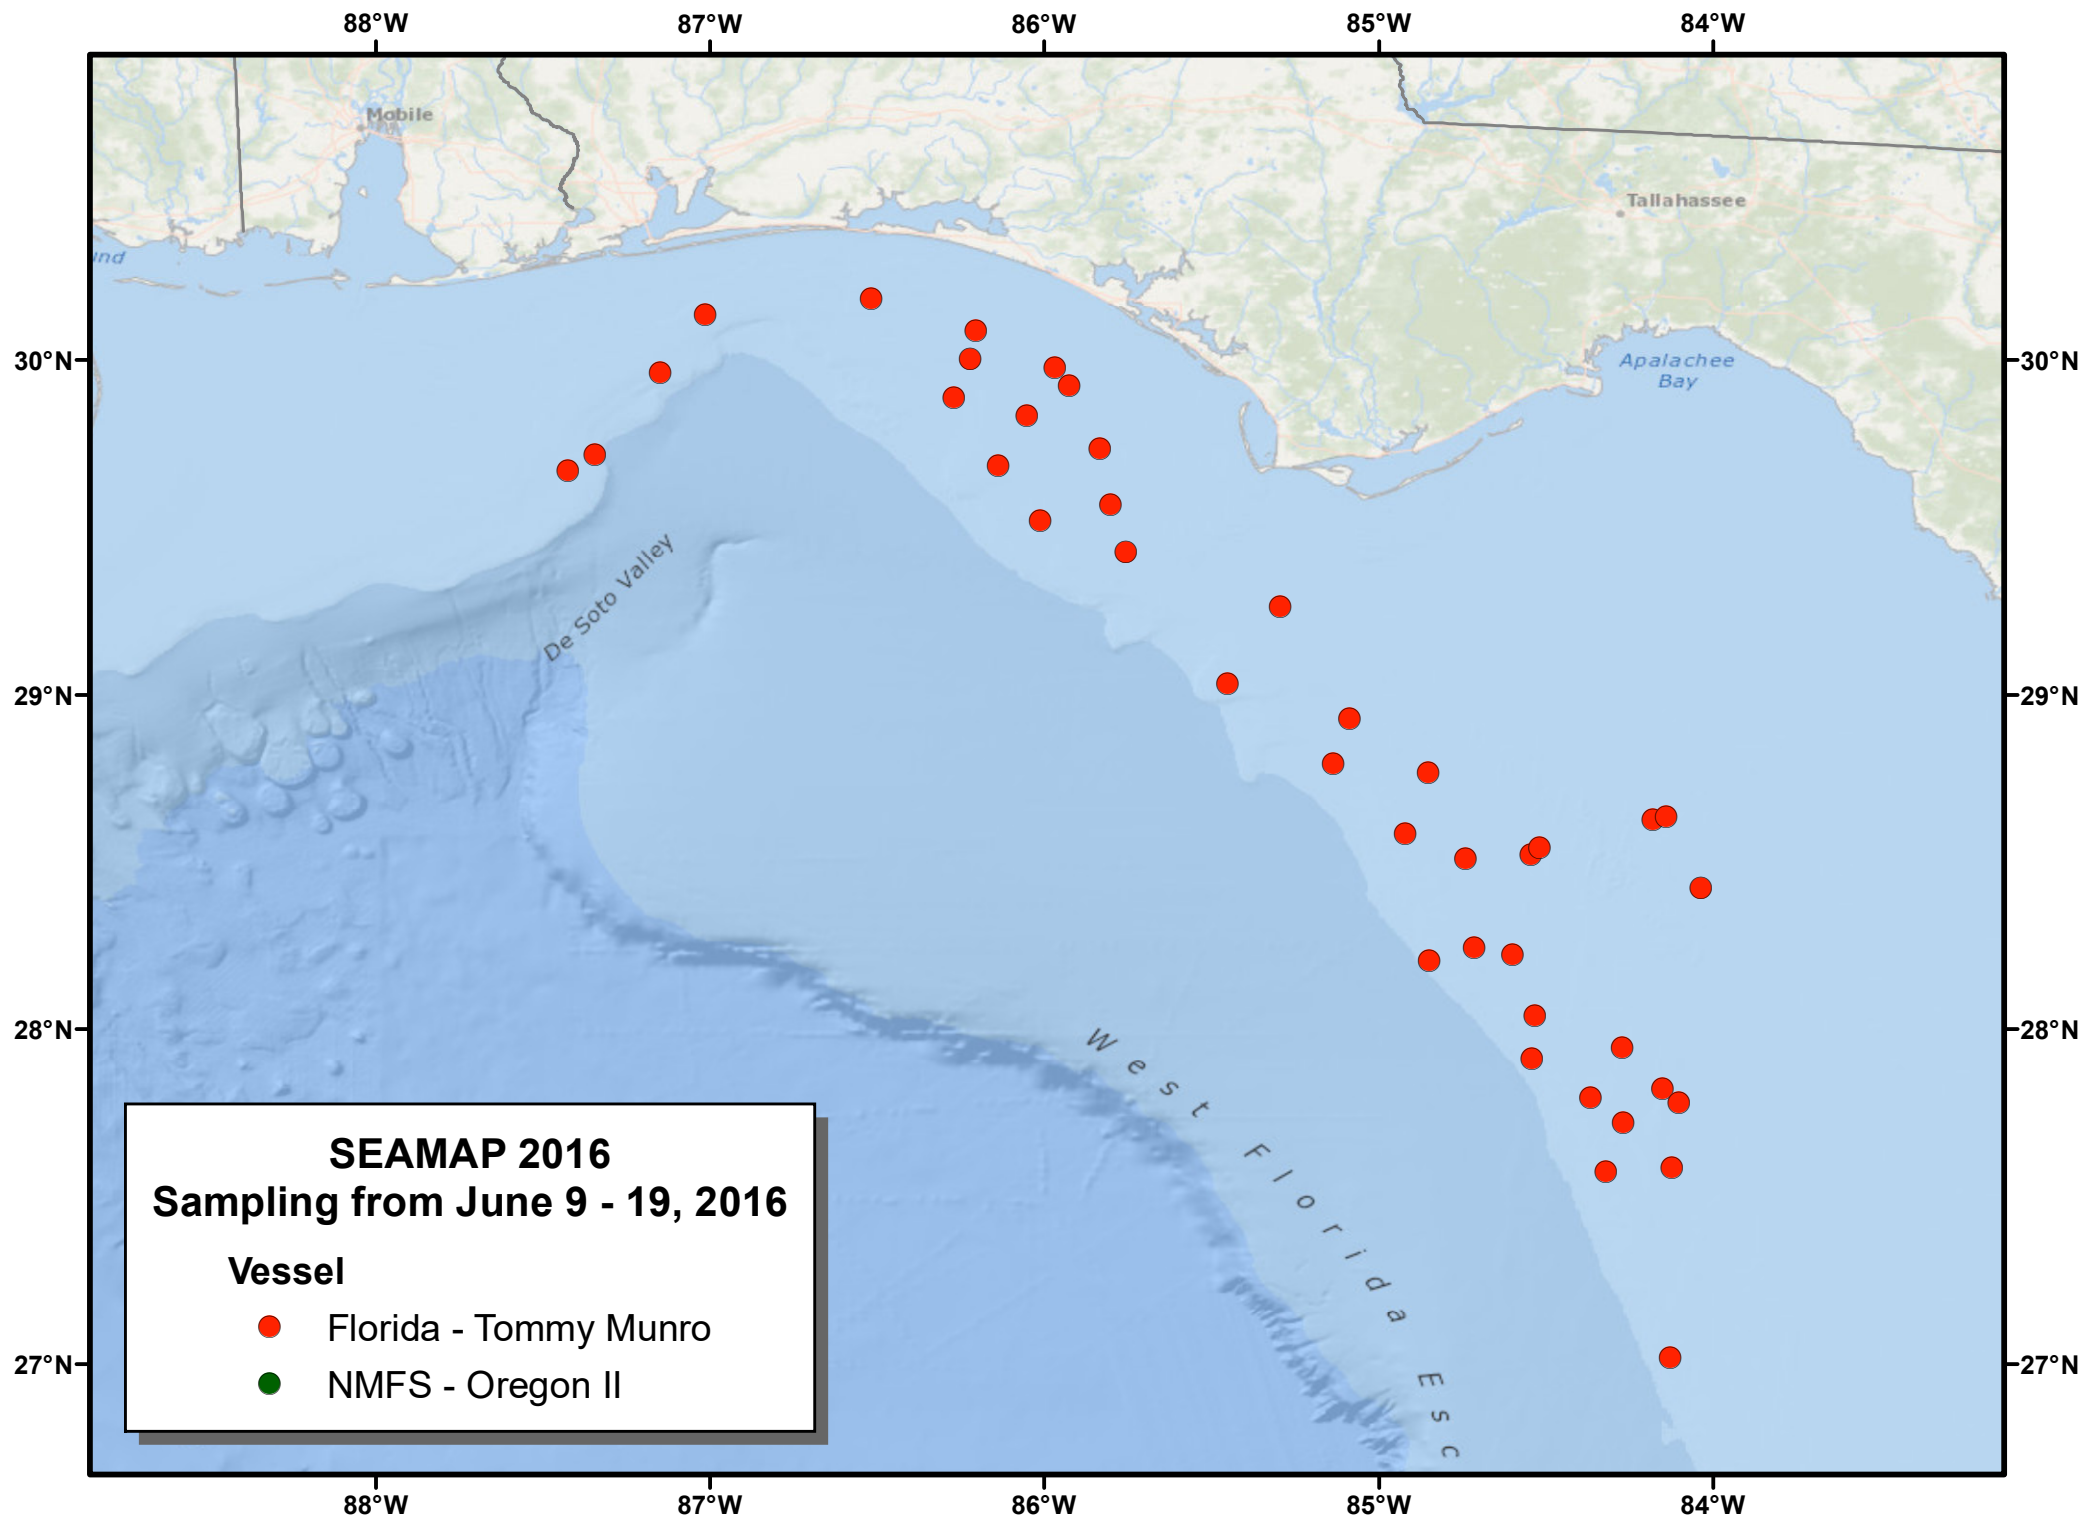 88°W 87°W 86°W 85°W 84°W
Mobile
Tallahassee
und
30°N 30°N
Apalachee
Bay
De Soto Valley
29°N 29°N
28°N 28°N
West Florida Esc
SEAMAP 2016
Sampling from June 9 - 19, 2016
Vessel
Florida - Tommy Munro
NMFS - Oregon II
27°N 27°N
88°W 87°W 86°W 85°W 84°W